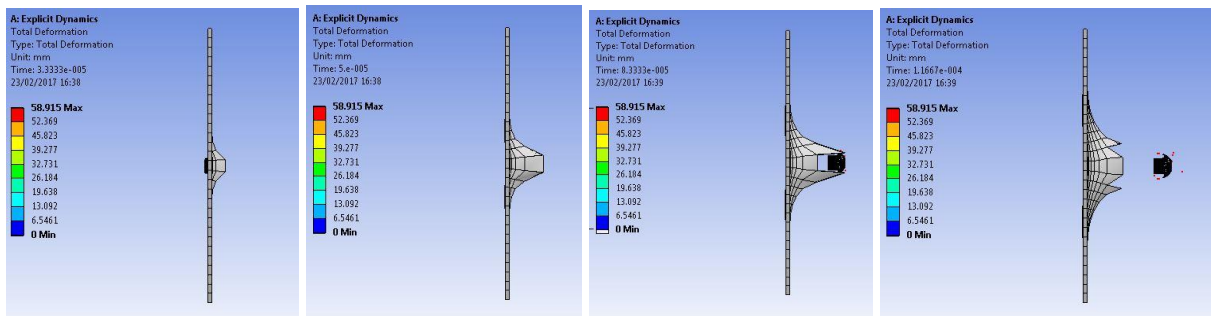 A: Explicit Dynamics
Total Deformation
Type: Total Deformation
Unit: mm
Time: 3.3333e-005
23/02/2017 16:38
58.915 Max
52.369
45.823
39.277
32.731
26.184
19.638
13.092
6.5461
0 Min
A: Explicit Dynamics
Total Deformation
Type: Total Deformation
Unit: mm
Time: 5.e-005
23/02/2017 16:38
58.915 Max
52.369
45.823
39.277
32.731
26.184
19.638
13.092
6.5461
0 Min
A: Explicit Dynamics
Total Deformation
Type: Total Deformation
Unit: mm
Time: 8.3333e-005
23/02/2017 16:39
58.915 Max
52.369
45.823
39.277
32.731
26.184
19.638
13.092
6.5461
0 Min
A: Explicit Dynamics
Total Deformation
Type: Total Deformation
Unit: mm
Time: 1.1667e-004
23/02/2017 16:39
58.915 Max
52.369
45.823
39.277
32.731
26.184
19.638
13.092
6.5461
0 Min